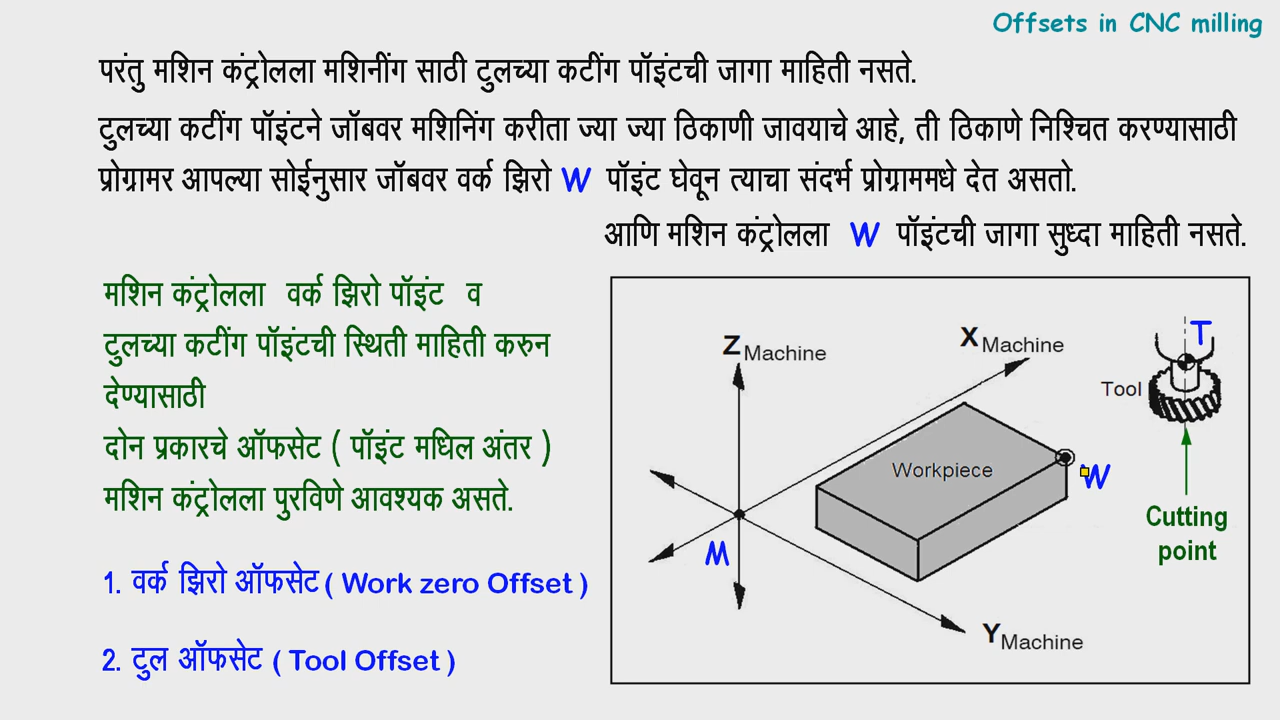 Offsets in CNC milling
परंतु मशिन कंट्रोलला मशिनींग साठी टुलच्या कटींग पॉइंटची जागा माहिती नसते.
टुलच्या कटींग पॉइंटने जॉबवर मशिनिंग करीता ज्या ज्या ठिकाणी जावयाचे आहे, ती ठिकाणे निश्चित करण्यासाठी
प्रोग्रामर आपल्या सोईनुसार जॉबवर वर्क झिरो W पॉइंट घेवून त्याचा संदर्भ प्रोग्राममधे देत असतो.
आणि मशिन कंट्रोलला W पॉइंटची जागा सुध्दा माहिती नसते.
मशिन कंट्रोलला वर्क झिरो पॉइंट व
टुलच्या कटींग पॉइंटची स्थिती माहिती करुन
देण्यासाठी
दोन प्रकारचे ऑफसेट ( पॉइंट मधिल अंतर )
मशिन कंट्रोलला पुरविणे आवश्यक असते.
1. वर्क झिरो ऑफसेट ( Work zero Offset )
2. टुल ऑफसेट ( Tool Offset )
Z Machine
X Machine
T
Tool
Workpiece
W
Cutting
point
M
Y Machine